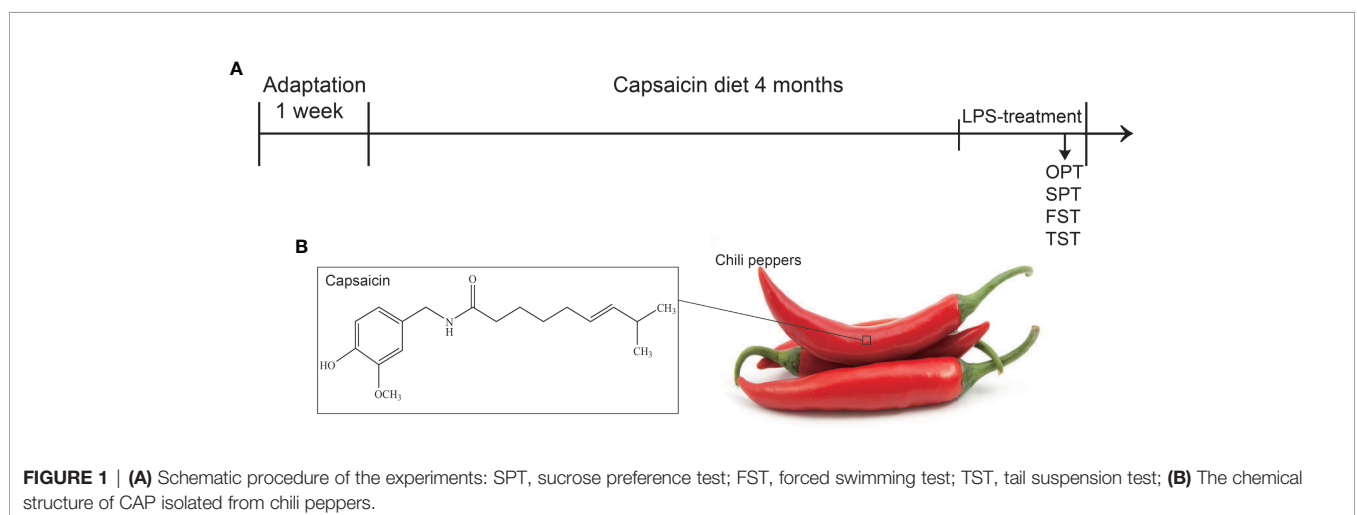 A
Adaptation
1 week
Capsaicin diet 4 months
LPS-treatment
OPT
SPT
FST
TST
B
Capsaicin
O
N
H
CH3
CH3
HO
OCH3
Chili peppers
FIGURE 1 | (A) Schematic procedure of the experiments: SPT, sucrose preference test; FST, forced swimming test; TST, tail suspension test; (B) The chemical
structure of CAP isolated from chili peppers.